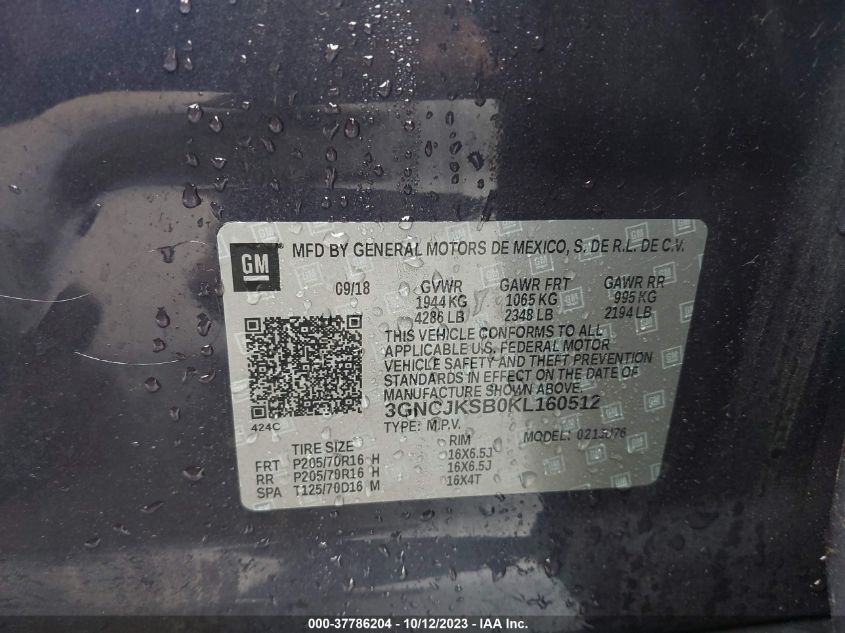 GM
MFD BY GENERAL MOTORS DE MEXICO, S. DE R.L. DE C.V.
09/18 GVWR GAWR FRT GAWR RR
1944 KG 1065 KG 995 KG
4286 LB 2348 LB 2194 LB
THIS VEHICLE CONFORMS TO ALL
APPLICABLE U.S. FEDERAL MOTOR
VEHICLE SAFETY AND THEFT PREVENTION
STANDARDS IN EFFECT ON THE DATE
OF MANUFACTURE SHOWN ABOVE.
3GNCJKSB0KL160512
424C TYPE: M.P.V. MODEL:
TIRE SIZE RIM
FRT P205/70R16 H 16X6.5J
RR P205/70R16 H 16X6.5J
SPA T125/70D16 M 16X4T
000-37786204 - 10/12/2023 - IAA Inc.